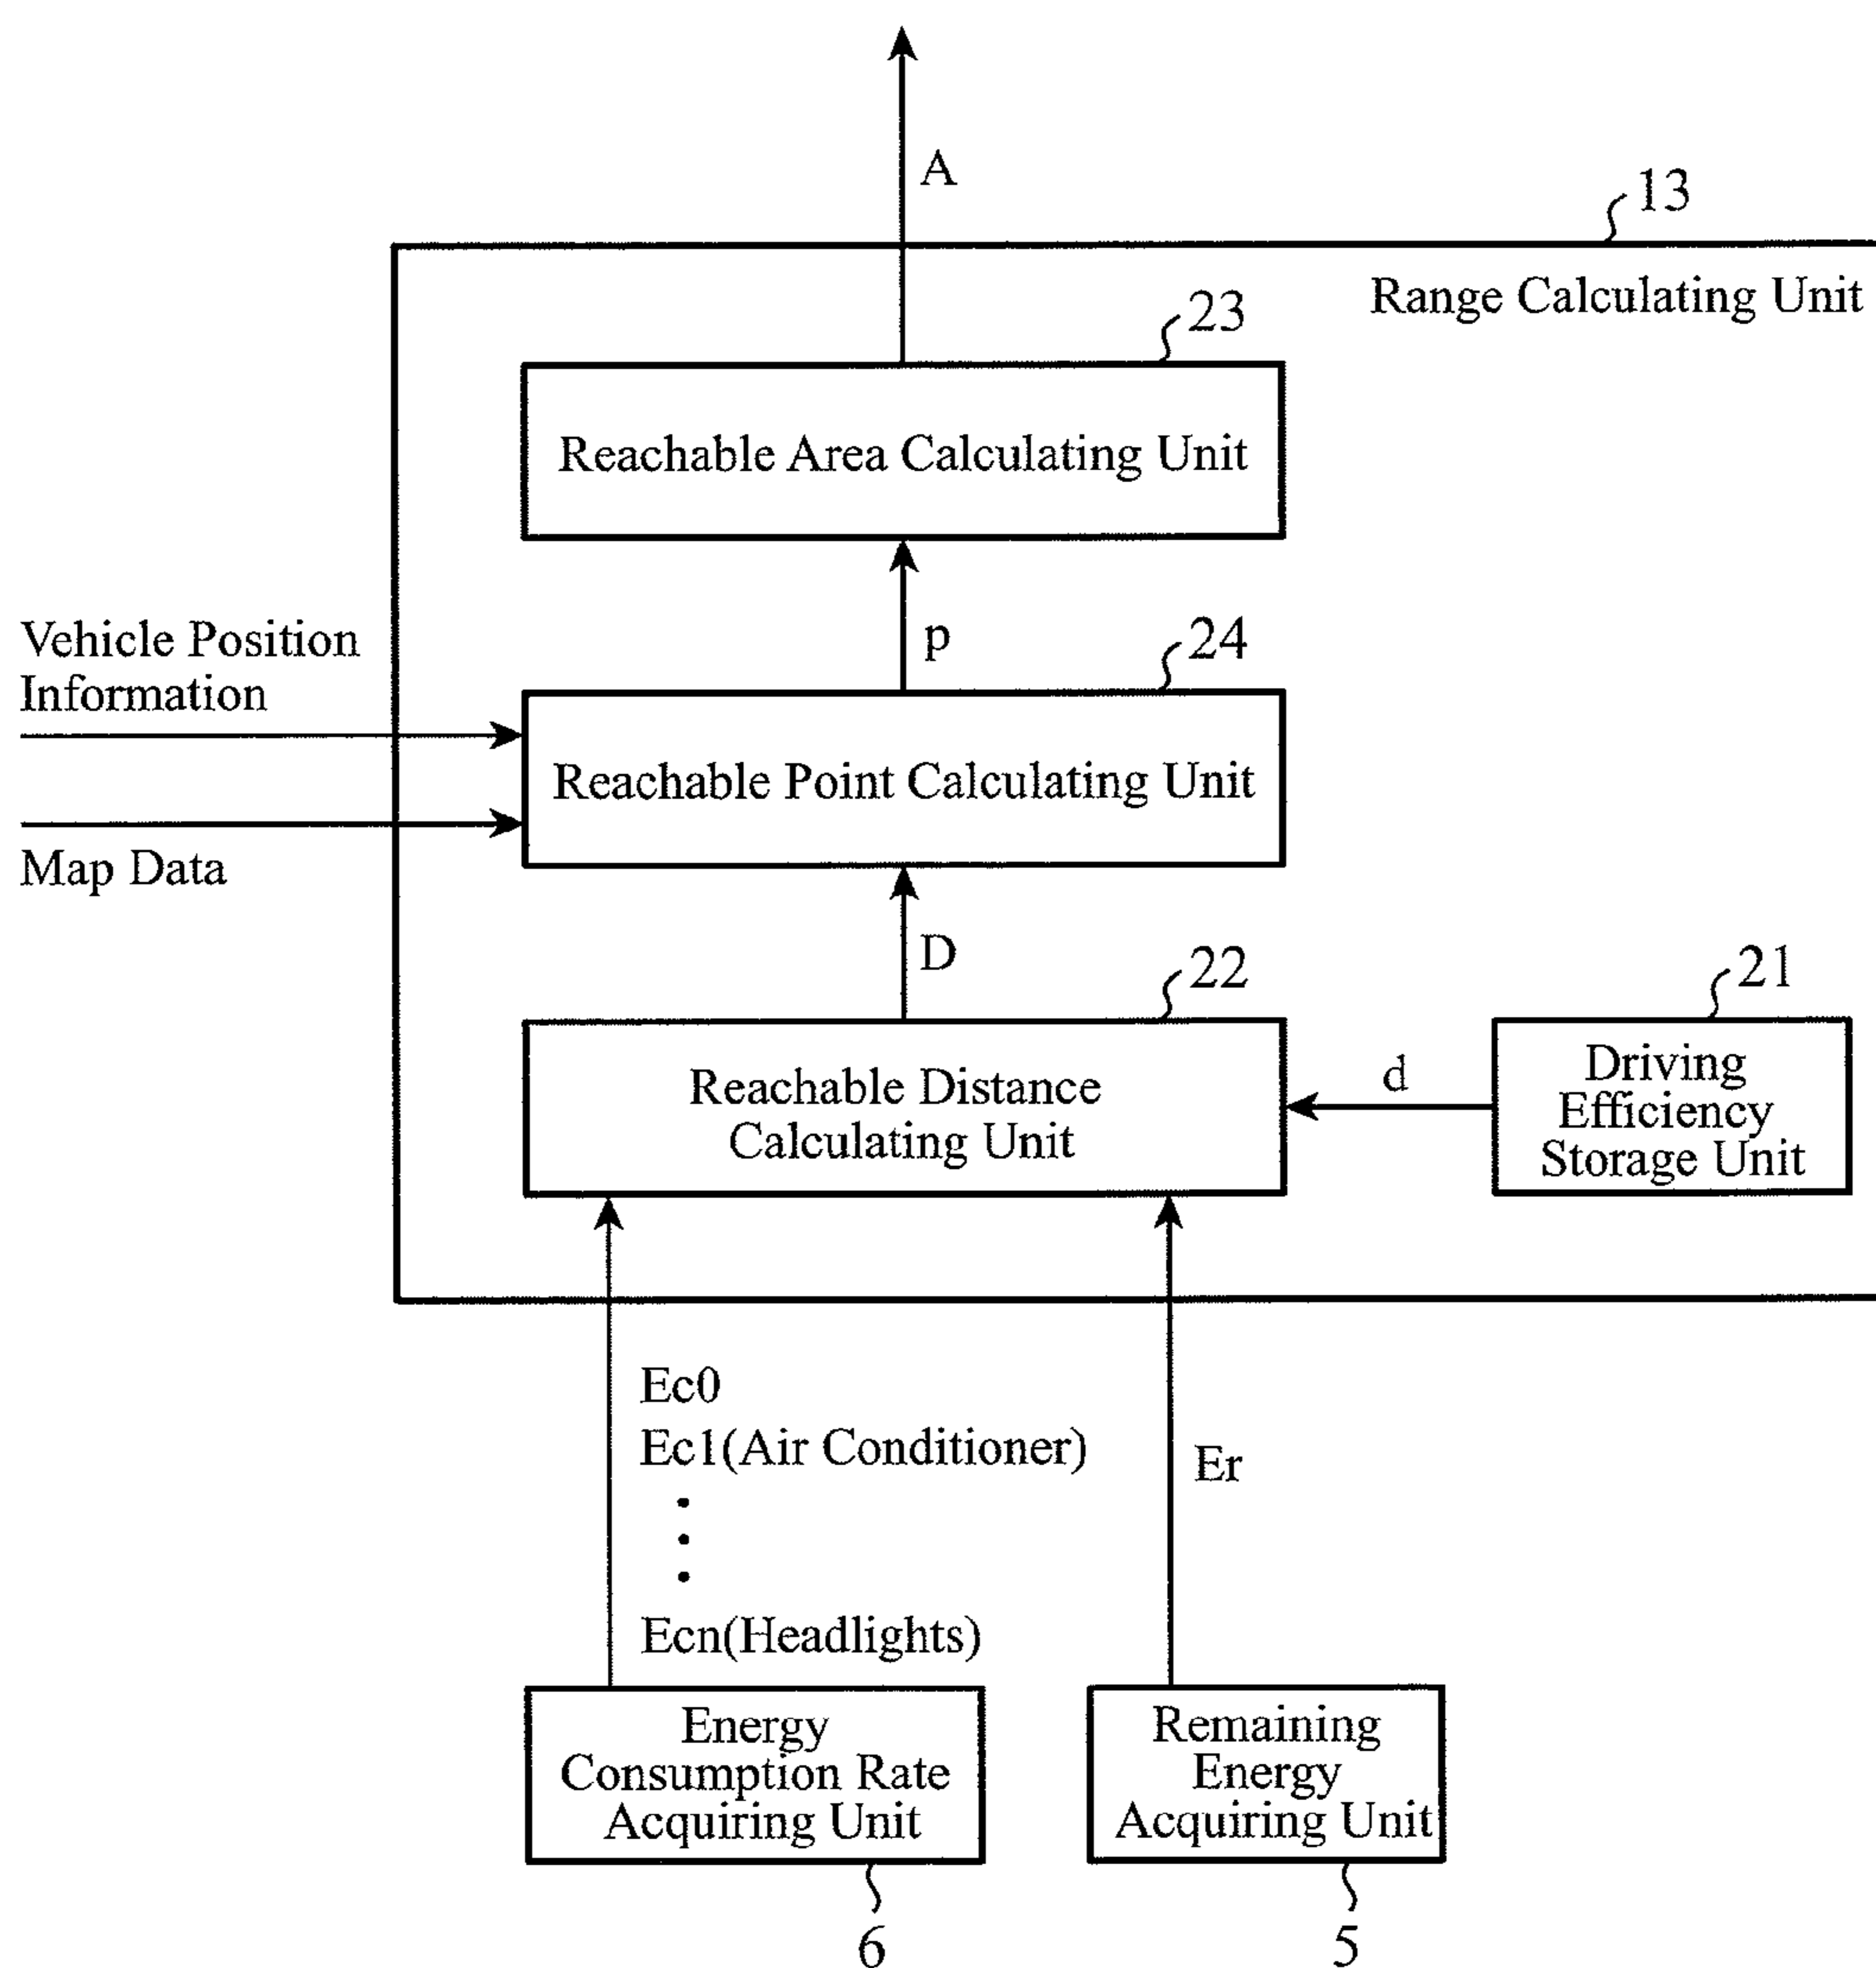 A
13
Range Calculating Unit
23
Reachable Area Calculating Unit
p
24
Vehicle Position
Information
Reachable Point Calculating Unit
Map Data
D
22
21
Reachable Distance
Calculating Unit
d
Driving
Efficiency
Storage Unit
Ec0
Ec1(Air Conditioner)
Er
Ecn(Headlights)
Energy
Consumption Rate
Acquiring Unit
Remaining
Energy
Acquiring Unit
6
5